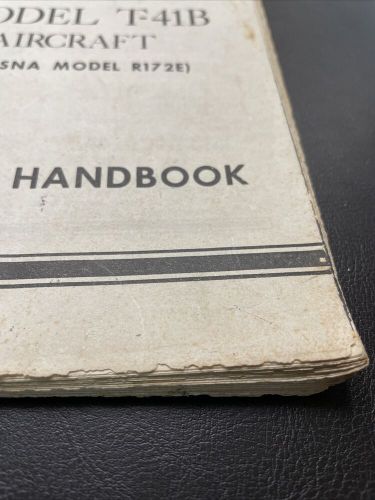 ODEL T-41B
AIRCRAFT
SNA MODEL R172E)
HANDBOOK